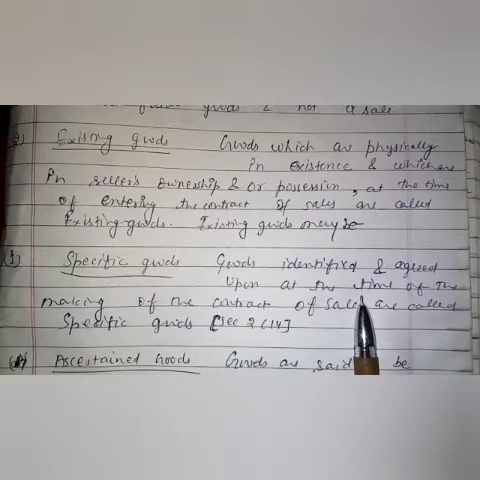 goods & not a sale.
Existing goods Goods which are physically
in existence & which are
in seller's ownership & or possession, at the time
of entering the contract of sales are called
Existing goods. Existing goods may be
(1) Specific goods Goods identified & agreed
upon at the time of the
making of the contract of sales are called
Specific goods [Sec 2(14]
Ascestained Goods Goods are said be